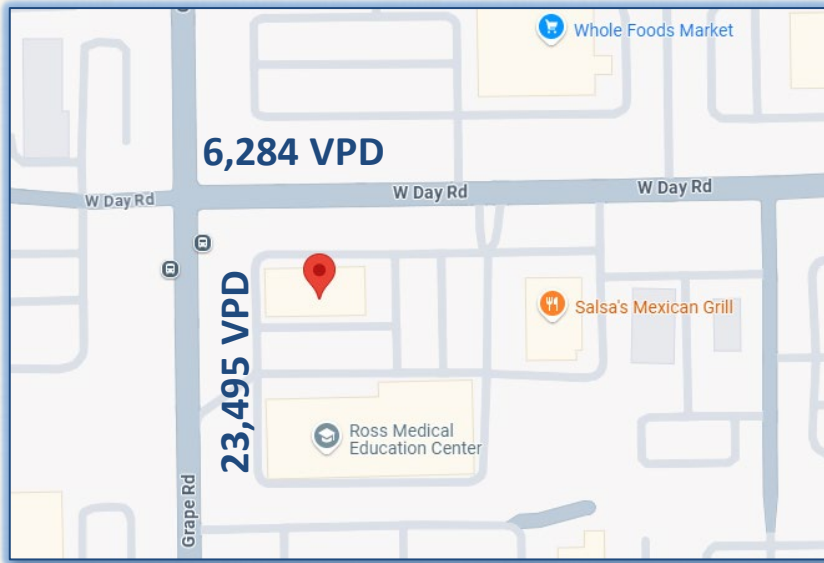 Whole Foods Market
6,284 VPD
W Day Rd
W Day Rd
W Day Rd
23,495 VPD
Salsa's Mexican Grill
Ross Medical
Education Center
Grape Rd